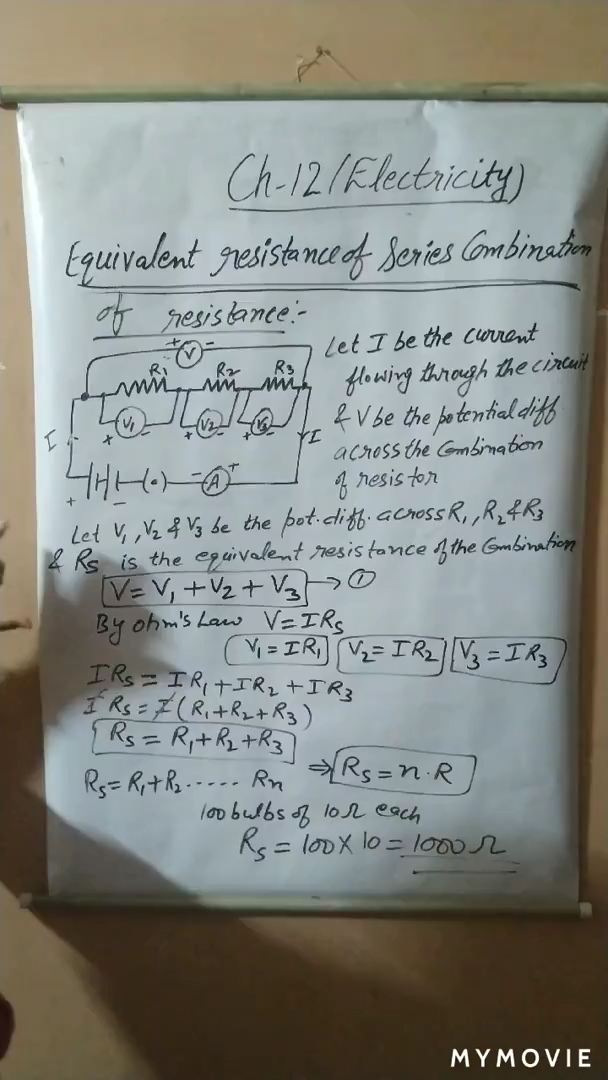 Ch-12/Electricity)
Equivalent resistance of Series Combination
of resistance:-
+ V -
R1 R2 R3
+ V1 - + V2 - + V3 -
I I
+ - (.) - A +
Let I be the current
flowing through the circuit
& V be the potential diff
across the Combination
of resistor
Let V1, V2 & V3 be the pot. diff. across R1, R2 & R3
& Rs is the equivalent resistance of the Combination
V = V1 + V2 + V3 → ①
By ohm's Law V = IRs
V1 = IR1 V2 = IR2 V3 = IR3
IRs = IR1 + IR2 + IR3
I Rs = I (R1 + R2 + R3)
Rs = R1 + R2 + R3
Rs = R1 + R2 ...... Rn ⇒ Rs = n.R
100 bulbs of 10Ω each
Rs = 100 X 10 = 1000 Ω
MYMOVIE